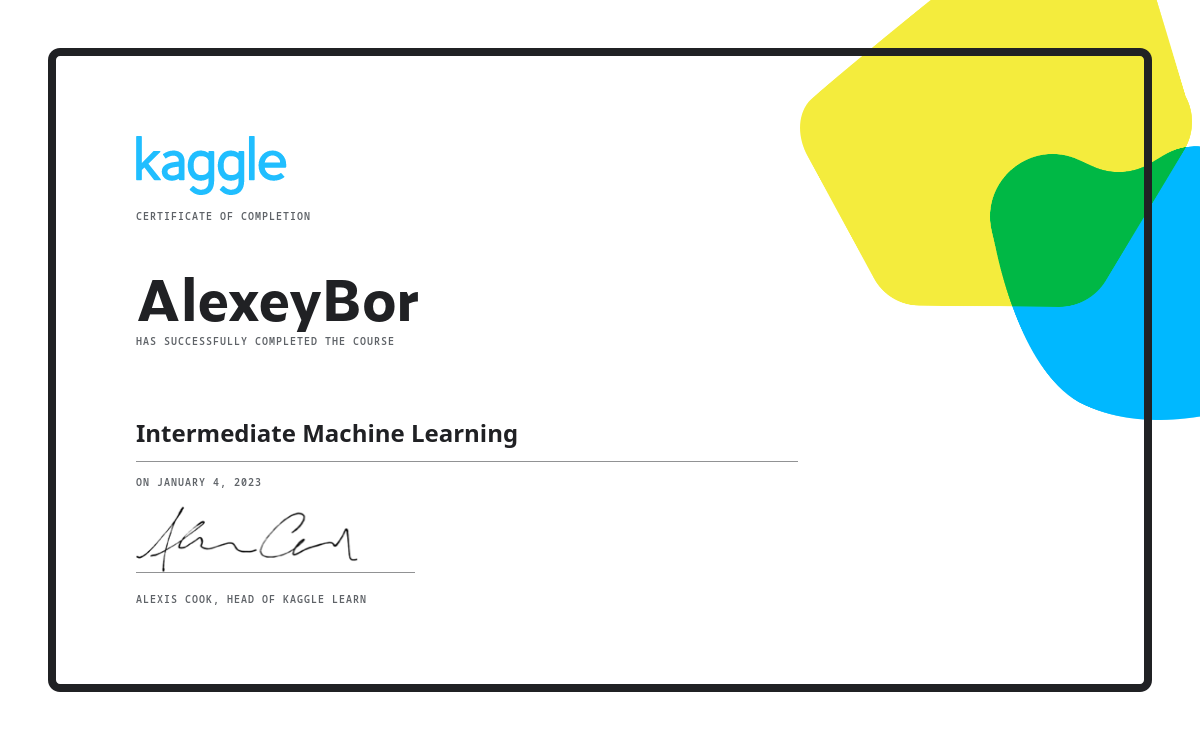 kaggle
CERTIFICATE OF COMPLETION
AlexeyBor
HAS SUCCESSFULLY COMPLETED THE COURSE
Intermediate Machine Learning
ON JANUARY 4, 2023
ALEXIS COOK, HEAD OF KAGGLE LEARN